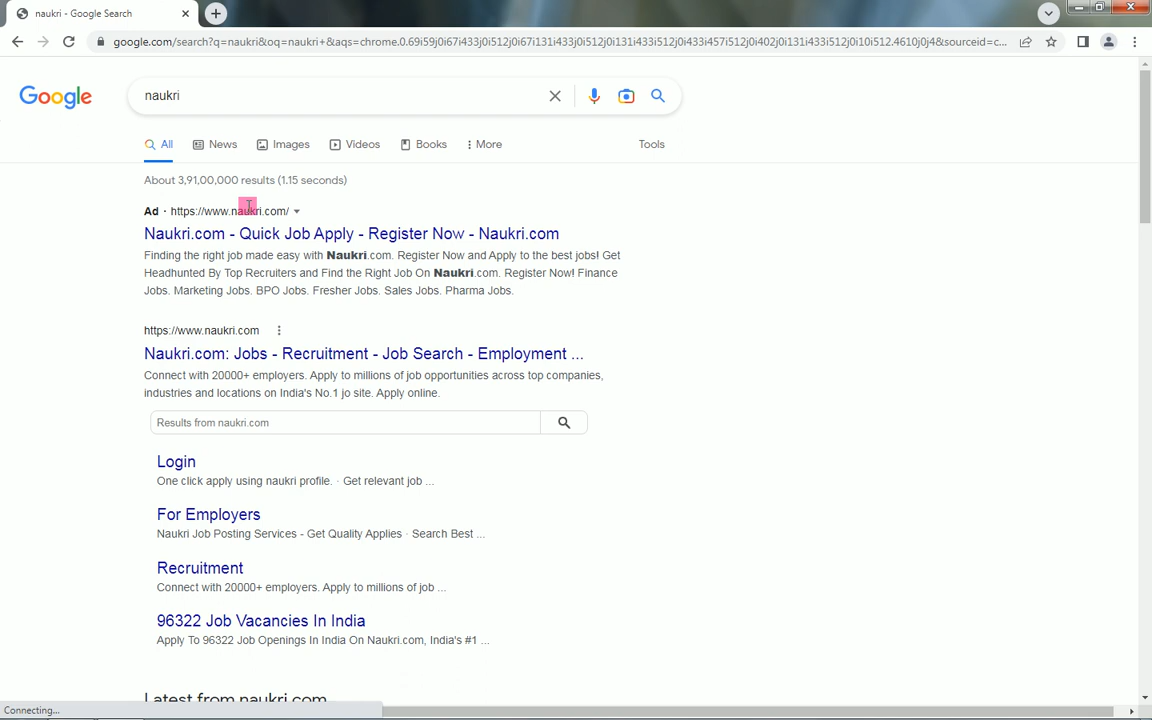 naukri - Google Search
google.com/search?q=naukri&oq=naukri+&aqs=chrome.0.69i59j0i67i433j0i512j0i67i131i433j0i512j0i131i433i512j0i433i457i512j0i402j0i131i433i512j0i10i512.4610j0j4&sourceid=c...
Google
naukri
All News Images Videos Books More Tools
About 3,91,00,000 results (1.15 seconds)
Ad · https://www.naukri.com/
Naukri.com - Quick Job Apply - Register Now - Naukri.com
Finding the right job made easy with Naukri.com. Register Now and Apply to the best jobs! Get
Headhunted By Top Recruiters and Find the Right Job On Naukri.com. Register Now! Finance
Jobs. Marketing Jobs. BPO Jobs. Fresher Jobs. Sales Jobs. Pharma Jobs.
https://www.naukri.com
Naukri.com: Jobs - Recruitment - Job Search - Employment ...
Connect with 20000+ employers. Apply to millions of job opportunities across top companies,
industries and locations on India's No.1 jo site. Apply online.
Results from naukri.com
Login
One click apply using naukri profile. · Get relevant job ...
For Employers
Naukri Job Posting Services - Get Quality Applies · Search Best ...
Recruitment
Connect with 20000+ employers. Apply to millions of job ...
96322 Job Vacancies In India
Apply To 96322 Job Openings In India On Naukri.com, India's #1 ...
Latest from naukri.com
Connecting...